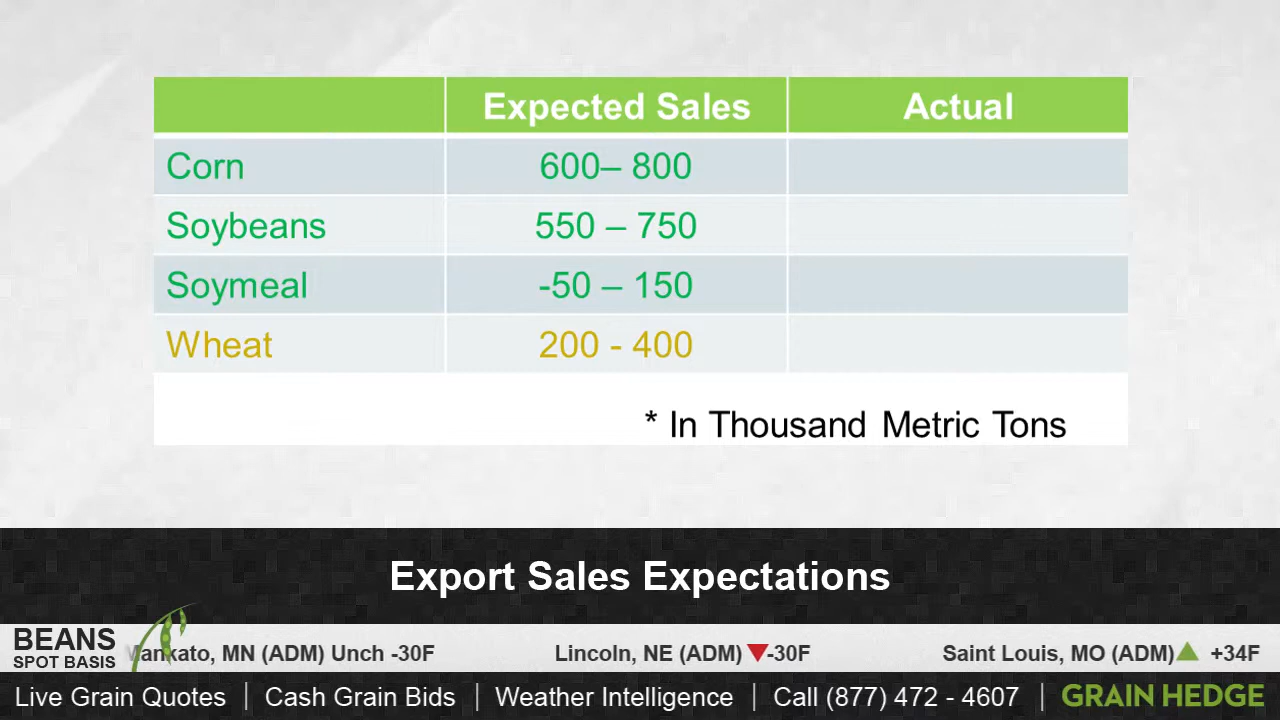 Expected Sales Actual
Corn 600– 800
Soybeans 550 – 750
Soymeal -50 – 150
Wheat 200 - 400
* In Thousand Metric Tons
Export Sales Expectations
BEANS
SPOT BASIS
Mankato, MN (ADM) Unch -30F Lincoln, NE (ADM) -30F Saint Louis, MO (ADM) +34F
Live Grain Quotes | Cash Grain Bids | Weather Intelligence | Call (877) 472 - 4607 | GRAIN HEDGE